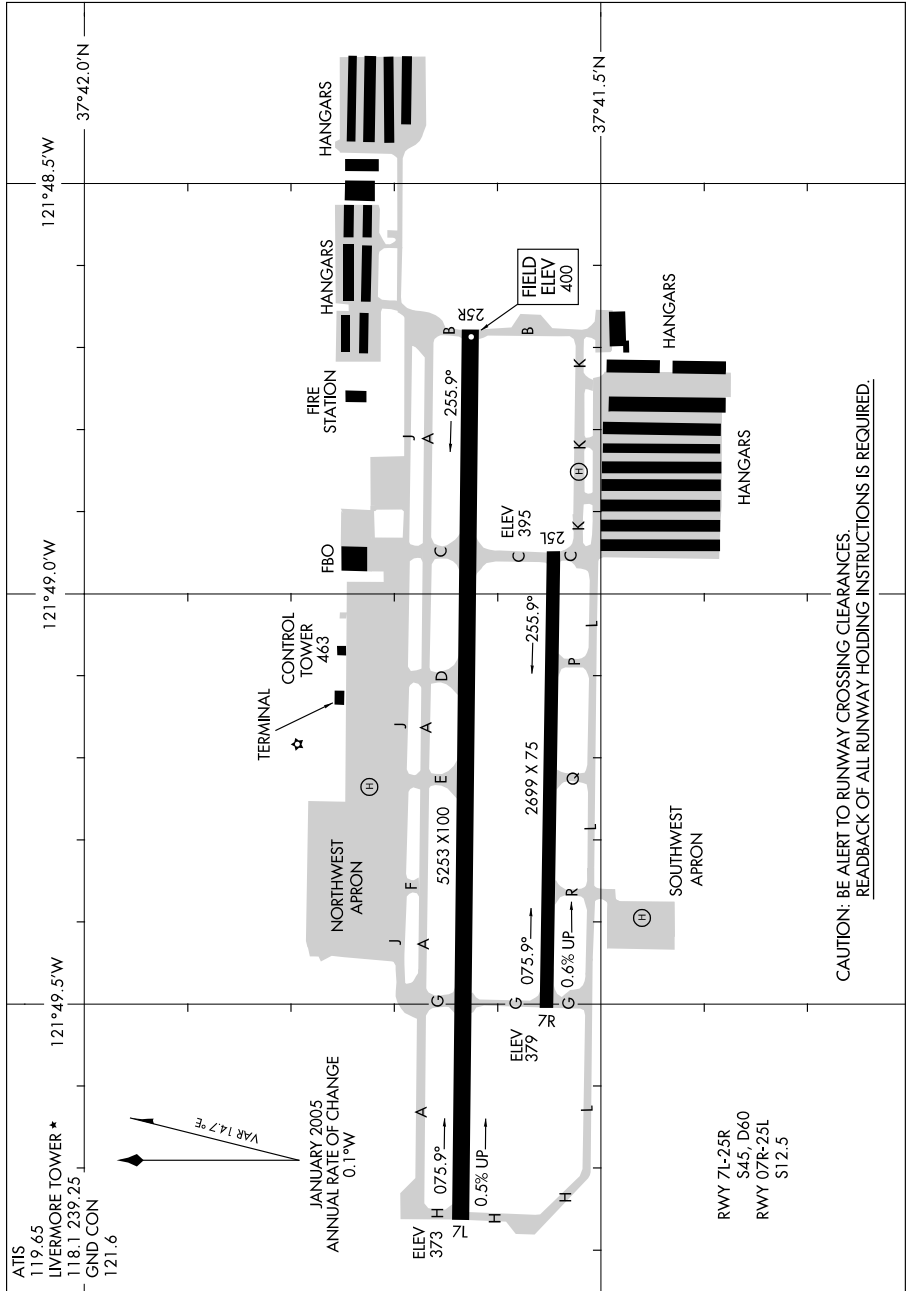 ATIS
119.65
LIVERMORE TOWER ★
118.1 239.25
GND CON
121.6
VAR 14.7°E
JANUARY 2005
ANNUAL RATE OF CHANGE
0.1°W
121°49.5'W
121°49.0'W
121°48.5'W
37°42.0'N
37°41.5'N
HANGARS
HANGARS
FIRE
STATION
FBO
CONTROL
TOWER
463
TERMINAL
H
NORTHWEST
APRON
J
J
J
F
A
A
A
A
H
G
E
D
C
B
ELEV
373
7L
075.9°
0.5% UP
5253 X100
255.9°
25R
FIELD
ELEV
400
H
H
G
C
B
ELEV
379
7R
075.9°
0.6% UP
2699 X 75
255.9°
25L
ELEV
395
G
R
Q
P
C
K
K
K
H
L
L
L
H
SOUTHWEST
APRON
HANGARS
HANGARS
RWY 7L-25R
S45, D60
RWY 07R-25L
S12.5
CAUTION: BE ALERT TO RUNWAY CROSSING CLEARANCES.
READBACK OF ALL RUNWAY HOLDING INSTRUCTIONS IS REQUIRED.